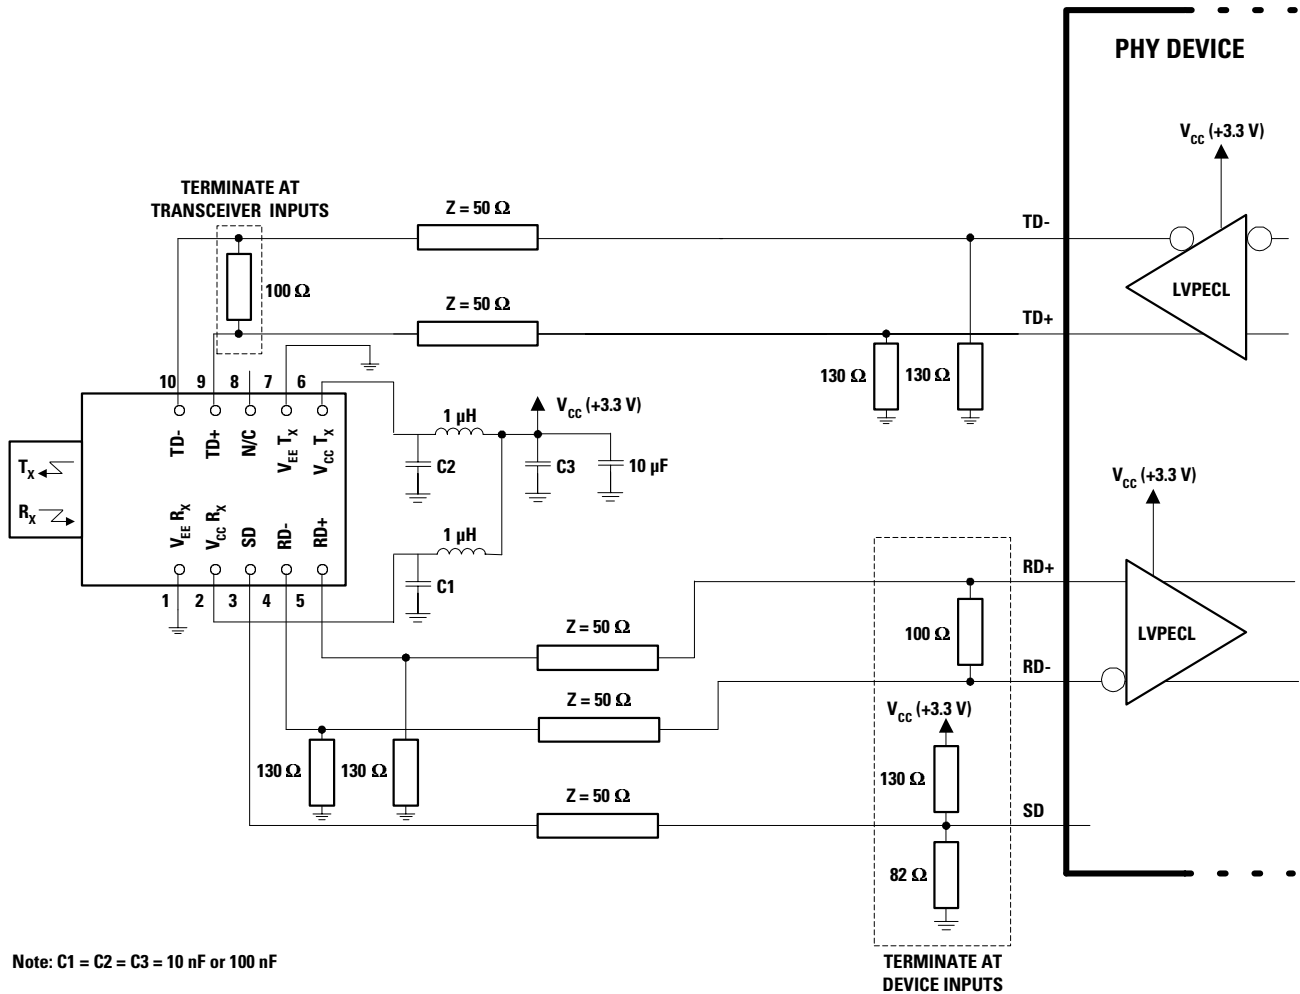 PHY DEVICE
V_CC (+3.3 V)
TERMINATE AT
TRANSCEIVER INPUTS
Z = 50 Ω
TD-
100 Ω
LVPECL
Z = 50 Ω
TD+
130 Ω
130 Ω
10
9
8
7
6
TD-
TD+
N/C
V_EE T_X
V_CC T_X
1 µH
V_CC (+3.3 V)
C2
C3
10 µF
T_X
R_X
V_EE R_X
V_CC R_X
SD
RD-
RD+
1 µH
C1
1
2
3
4
5
V_CC (+3.3 V)
RD+
Z = 50 Ω
100 Ω
LVPECL
RD-
Z = 50 Ω
V_CC (+3.3 V)
130 Ω
130 Ω
130 Ω
Z = 50 Ω
SD
82 Ω
Note: C1 = C2 = C3 = 10 nF or 100 nF
TERMINATE AT
DEVICE INPUTS